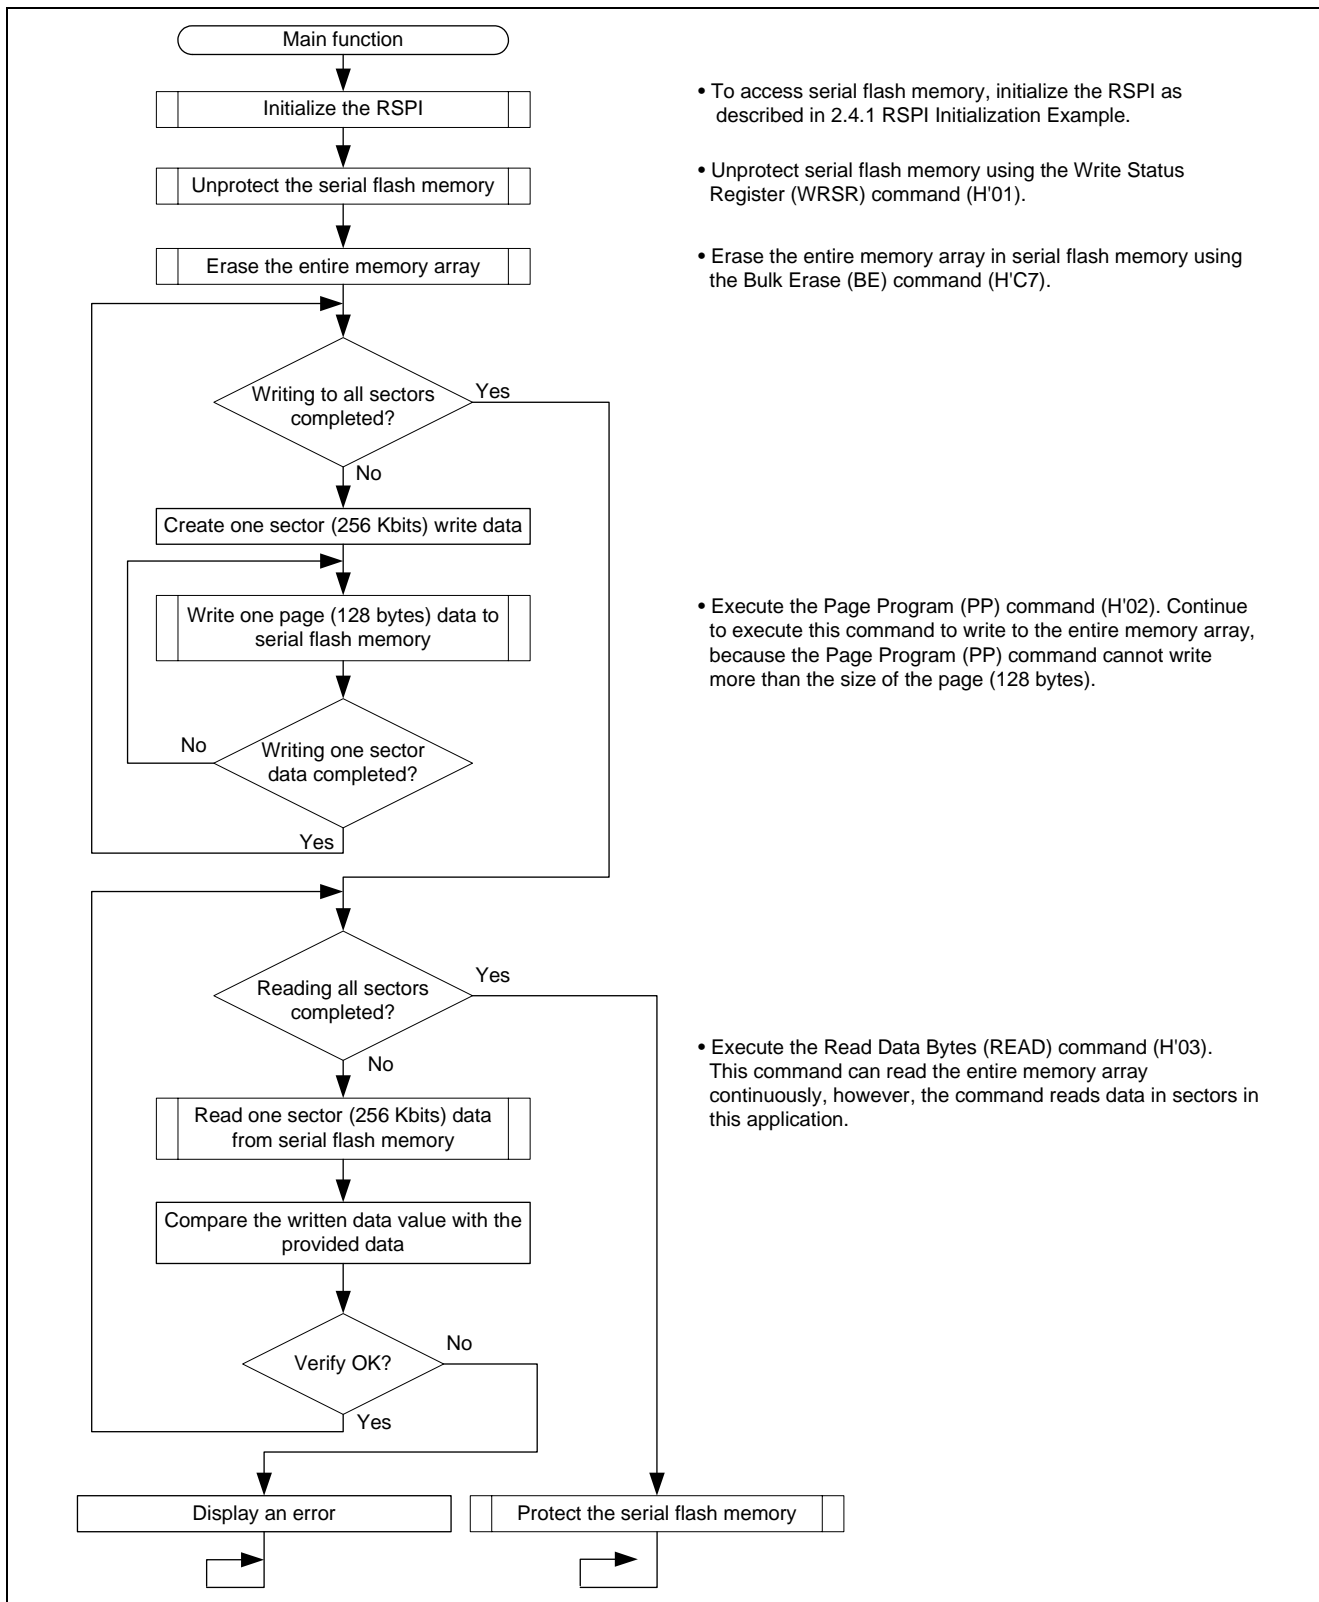 Main function
Initialize the RSPI
• To access serial flash memory, initialize the RSPI as
described in 2.4.1 RSPI Initialization Example.
Unprotect the serial flash memory
• Unprotect serial flash memory using the Write Status
Register (WRSR) command (H'01).
Erase the entire memory array
• Erase the entire memory array in serial flash memory using
the Bulk Erase (BE) command (H'C7).
Writing to all sectors
completed?
Yes
No
Create one sector (256 Kbits) write data
Write one page (128 bytes) data to
serial flash memory
• Execute the Page Program (PP) command (H'02). Continue
to execute this command to write to the entire memory array,
because the Page Program (PP) command cannot write
more than the size of the page (128 bytes).
No
Writing one sector
data completed?
Yes
Reading all sectors
completed?
Yes
No
• Execute the Read Data Bytes (READ) command (H'03).
This command can read the entire memory array
continuously, however, the command reads data in sectors in
this application.
Read one sector (256 Kbits) data
from serial flash memory
Compare the written data value with the
provided data
Verify OK?
No
Yes
Display an error
Protect the serial flash memory